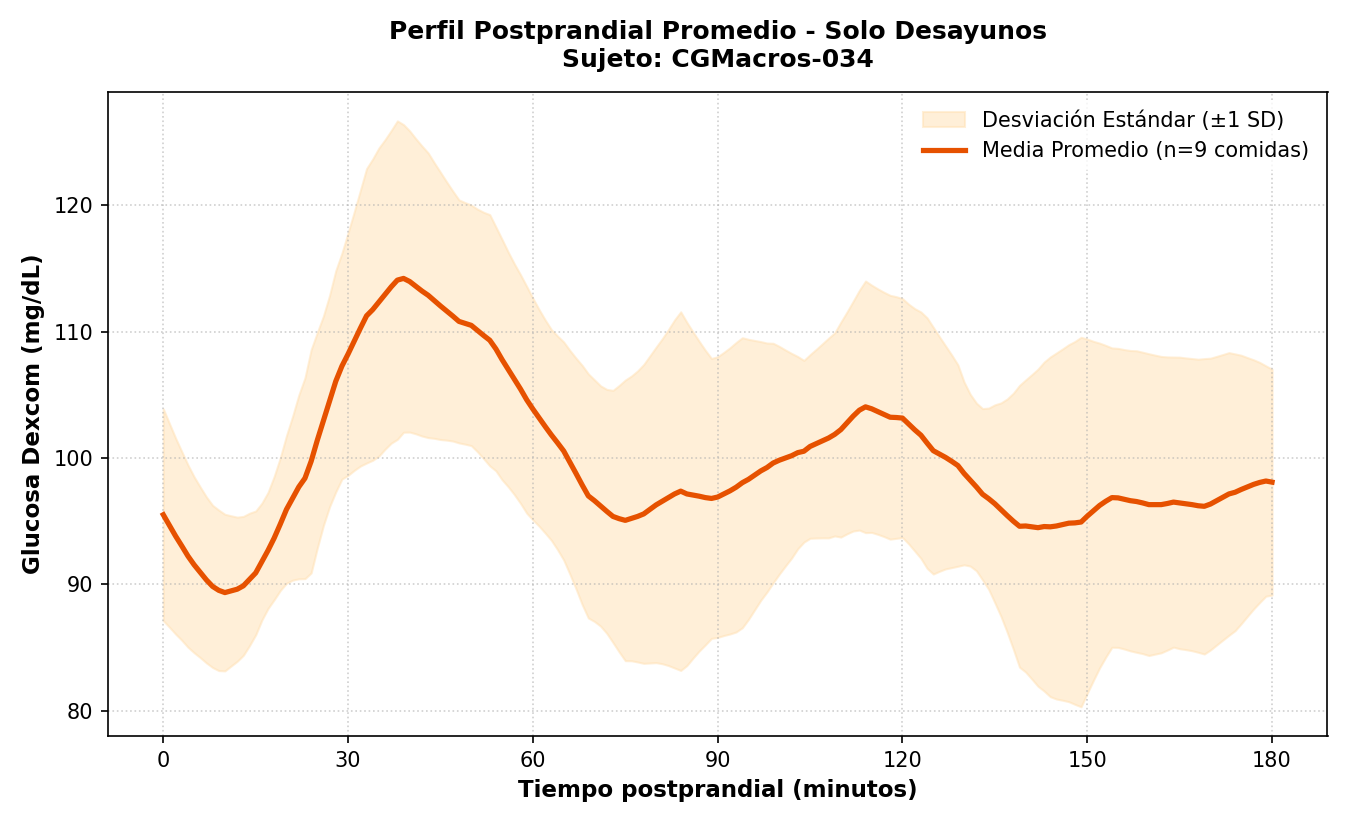 Perfil Postprandial Promedio - Solo Desayunos
Sujeto: CGMacros-034
Desviación Estándar (±1 SD)
Media Promedio (n=9 comidas)
Glucosa Dexcom (mg/dL)
120
110
100
90
80
0 30 60 90 120 150 180
Tiempo postprandial (minutos)